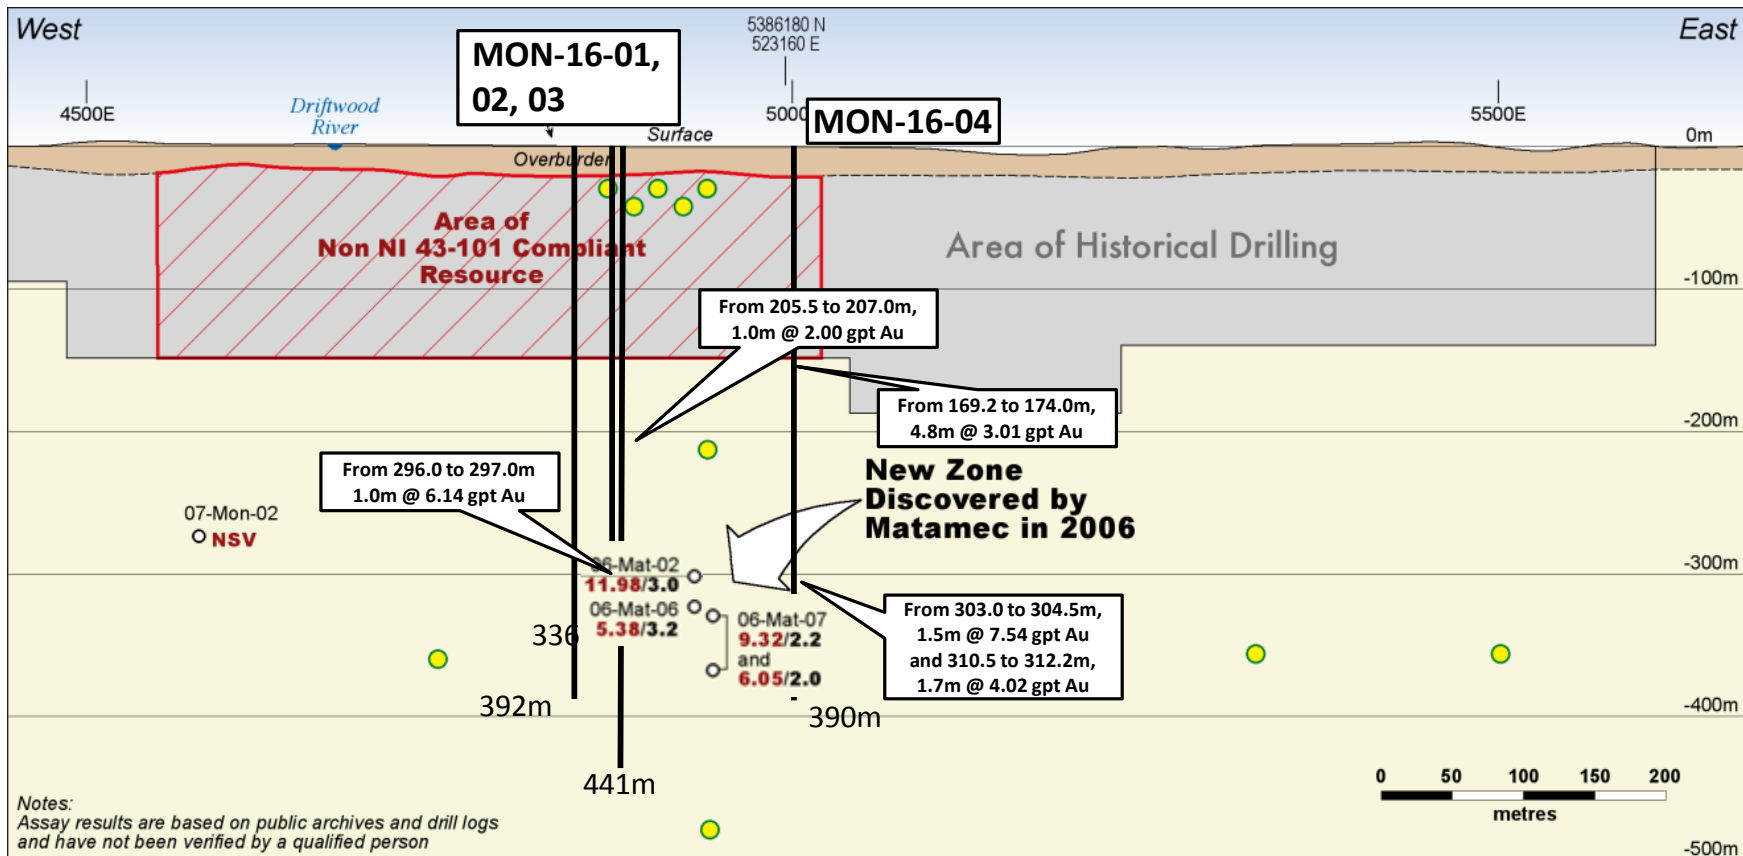 West
MON-16-01,
02, 03
5386180 N
523160 E
East
4500E
Driftwood
River
5000
MON-16-04
5500E
Surface
0m
Overburden
Area of
Non NI 43-101 Compliant
Resource
Area of Historical Drilling
-100m
From 205.5 to 207.0m,
1.0m @ 2.00 gpt Au
From 169.2 to 174.0m,
4.8m @ 3.01 gpt Au
-200m
From 296.0 to 297.0m
1.0m @ 6.14 gpt Au
New Zone
Discovered by
Matamec in 2006
07-Mon-02
NSV
-300m
06-Mat-02
11.98/3.0
06-Mat-06
5.38/3.2
06-Mat-07
9.32/2.2
and
6.05/2.0
From 303.0 to 304.5m,
1.5m @ 7.54 gpt Au
and 310.5 to 312.2m,
1.7m @ 4.02 gpt Au
336
392m
390m
-400m
441m
0 50 100 150 200
metres
Notes:
Assay results are based on public archives and drill logs
and have not been verified by a qualified person
-500m